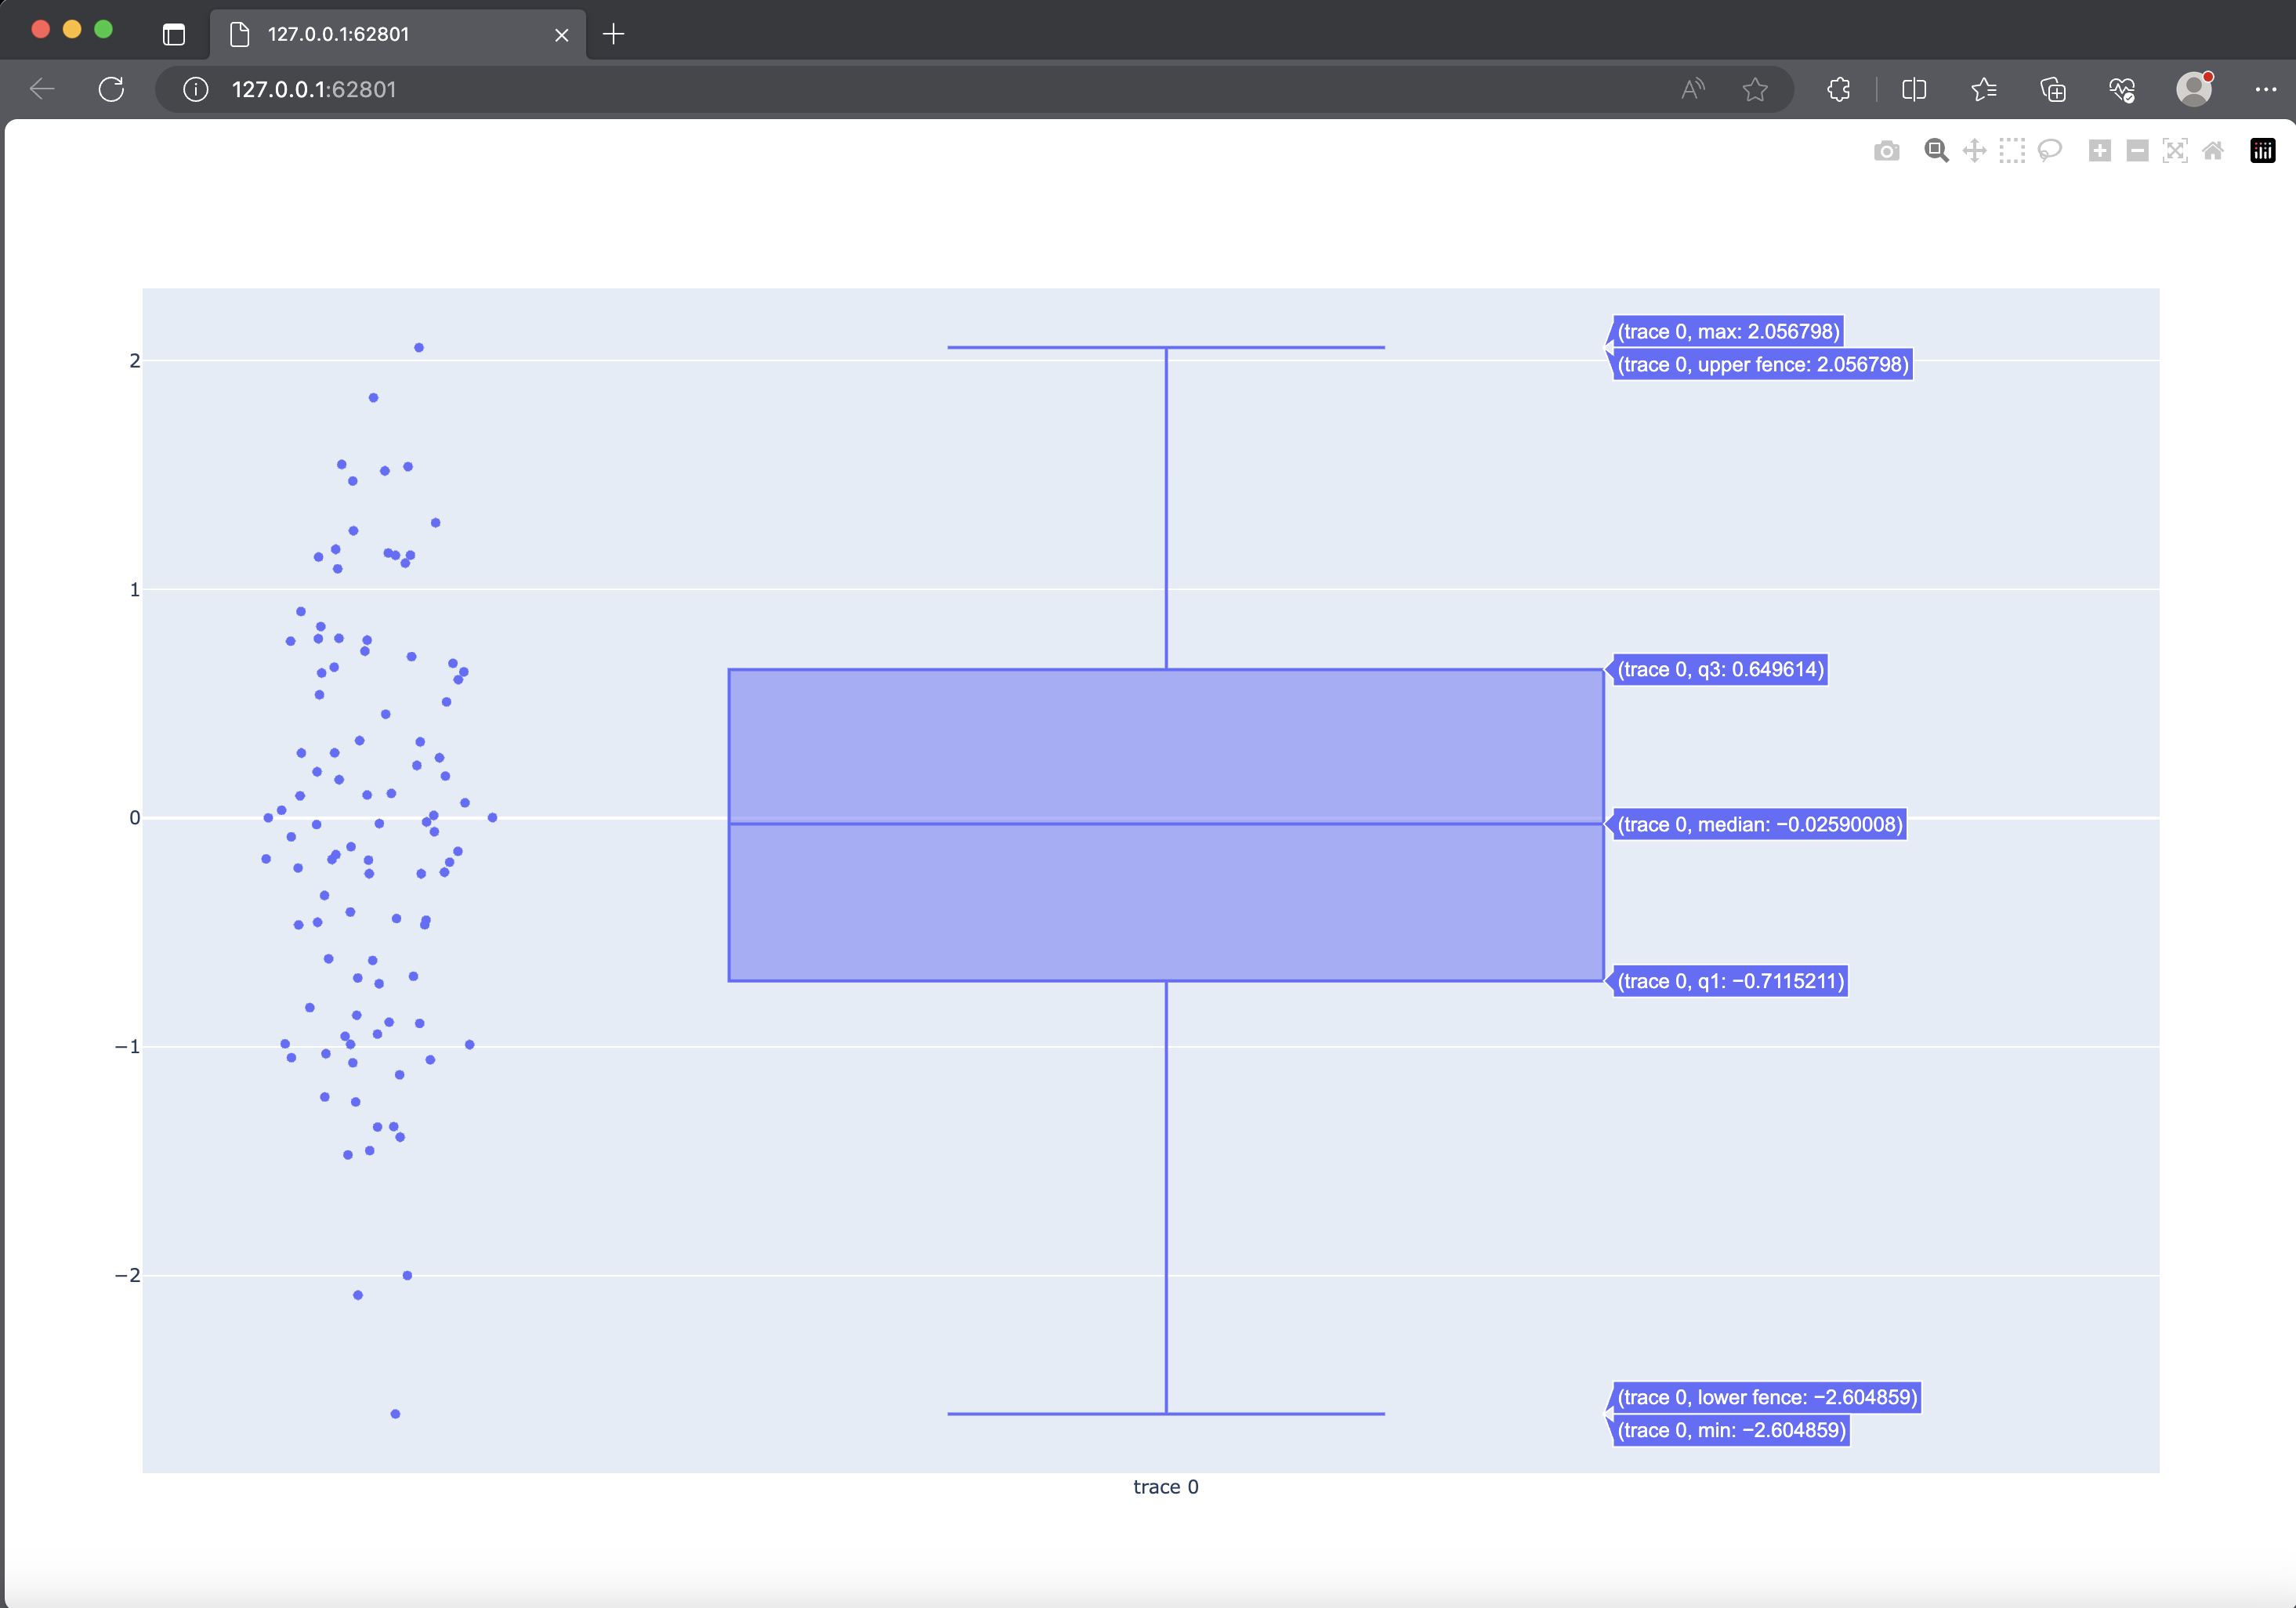 127.0.0.1:62801
127.0.0.1:62801
2
1
0
−1
−2
(trace 0, max: 2.056798)
(trace 0, upper fence: 2.056798)
(trace 0, q3: 0.649614)
(trace 0, median: −0.02590008)
(trace 0, q1: −0.7115211)
(trace 0, lower fence: −2.604859)
(trace 0, min: −2.604859)
trace 0